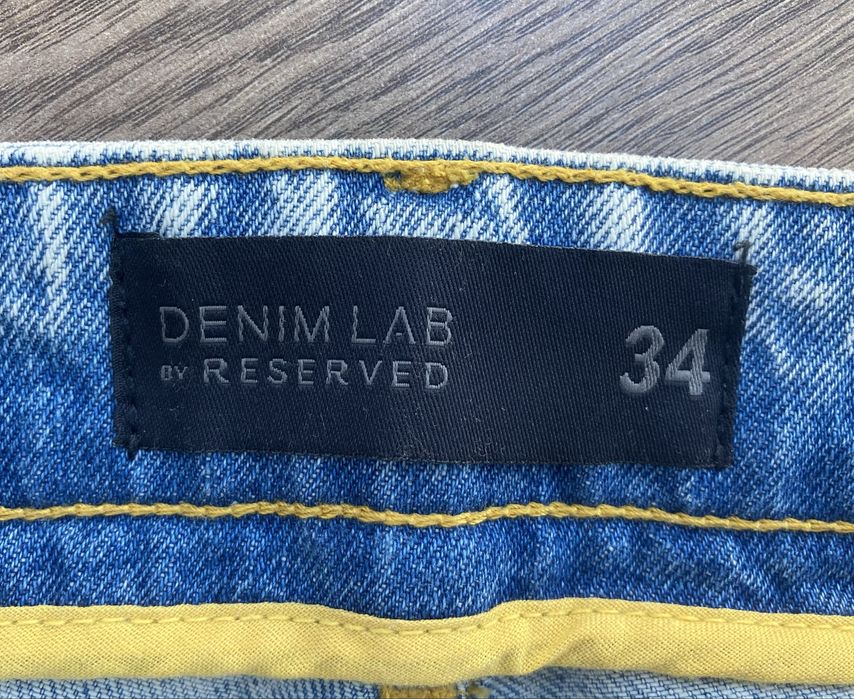 DENIM LAB
BY RESERVED
34